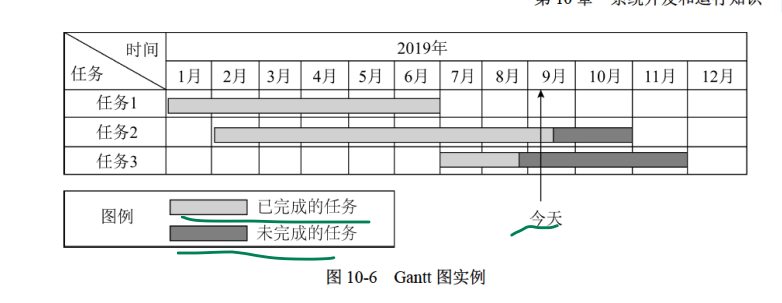 第 10 章 系统开发和运行知识
时间
2019年
任务
1月 2月 3月 4月 5月 6月 7月 8月 9月 10月 11月 12月
任务1
任务2
任务3
图例
已完成的任务
未完成的任务
今天
图 10-6 Gantt 图实例